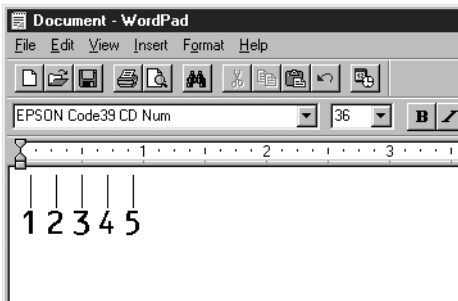 Document - WordPad
File Edit View Insert Format Help
EPSON Code39 CD Num 36 B I
1 2 3
1 2 3 4 5